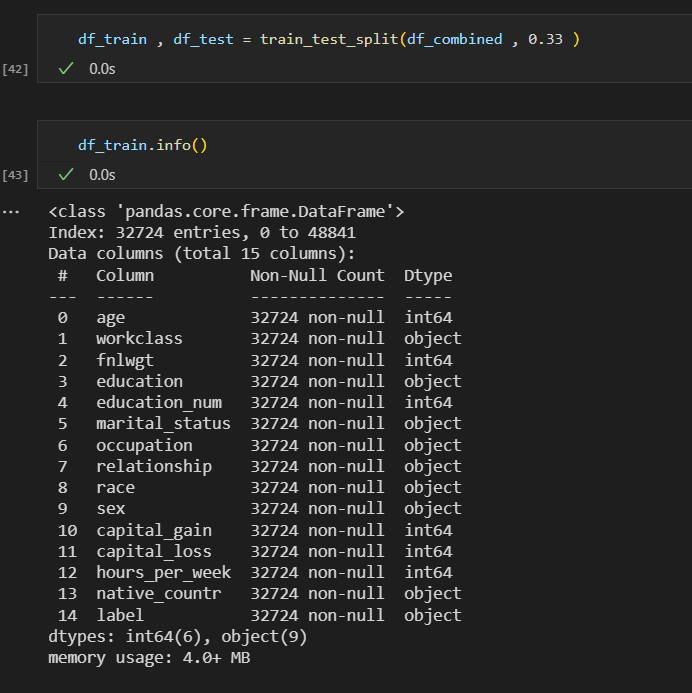 df_train , df_test = train_test_split(df_combined , 0.33 )
[42] ✓ 0.0s
df_train.info()
[43] ✓ 0.0s
... <class 'pandas.core.frame.DataFrame'>
Index: 32724 entries, 0 to 48841
Data columns (total 15 columns):
 #   Column          Non-Null Count  Dtype
---  ------          --------------  -----
 0   age             32724 non-null  int64
 1   workclass       32724 non-null  object
 2   fnlwgt          32724 non-null  int64
 3   education       32724 non-null  object
 4   education_num   32724 non-null  int64
 5   marital_status  32724 non-null  object
 6   occupation      32724 non-null  object
 7   relationship    32724 non-null  object
 8   race            32724 non-null  object
 9   sex             32724 non-null  object
 10  capital_gain    32724 non-null  int64
 11  capital_loss    32724 non-null  int64
 12  hours_per_week  32724 non-null  int64
 13  native_countr   32724 non-null  object
 14  label           32724 non-null  object
dtypes: int64(6), object(9)
memory usage: 4.0+ MB